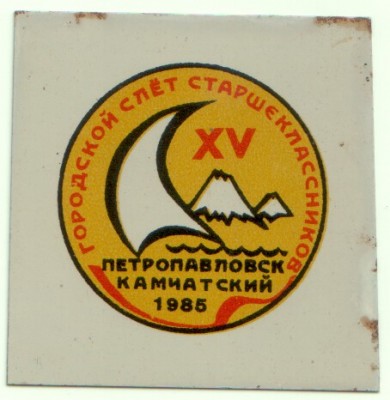 ГОРОДСКОЙ СЛЁТ СТАРШЕКЛАССНИКОВ
XV
ПЕТРОПАВЛОВСК
КАМЧАТСКИЙ
1985